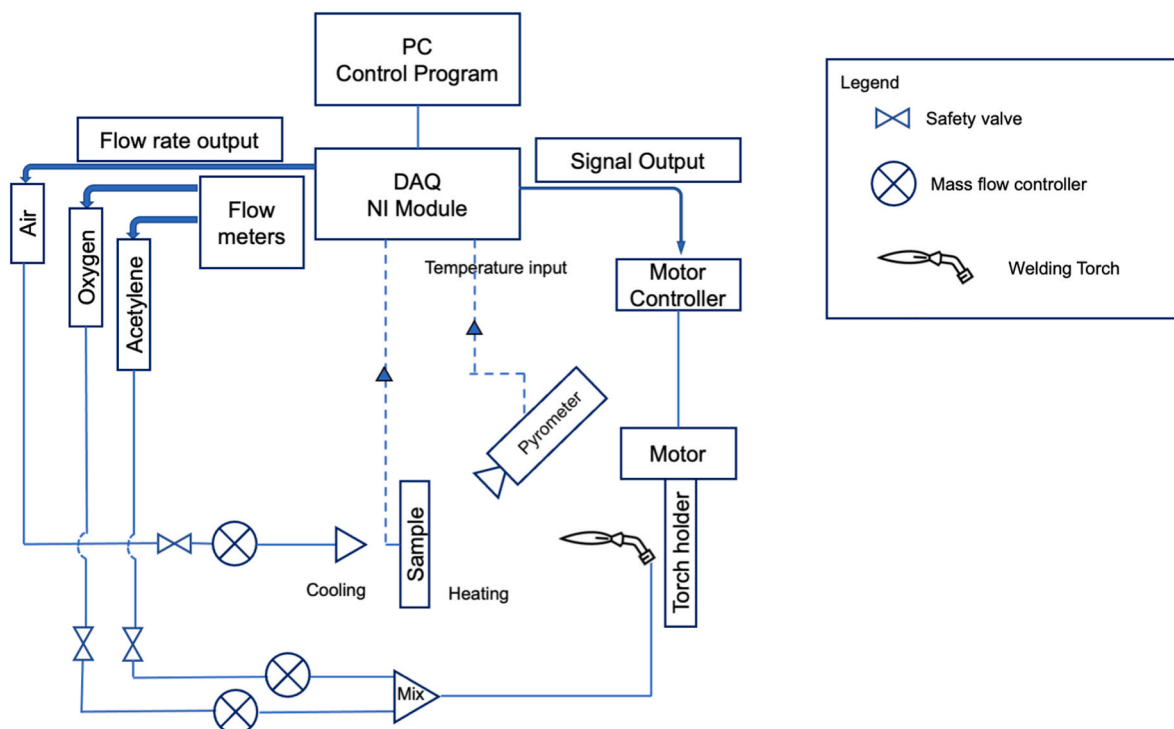 PC
Control Program
Flow rate output
DAQ
NI Module
Signal Output
Air
Oxygen
Acetylene
Flow
meters
Temperature input
Motor
Controller
Pyrometer
Motor
Torch holder
Sample
Cooling
Heating
Mix
Legend
Safety valve
Mass flow controller
Welding Torch